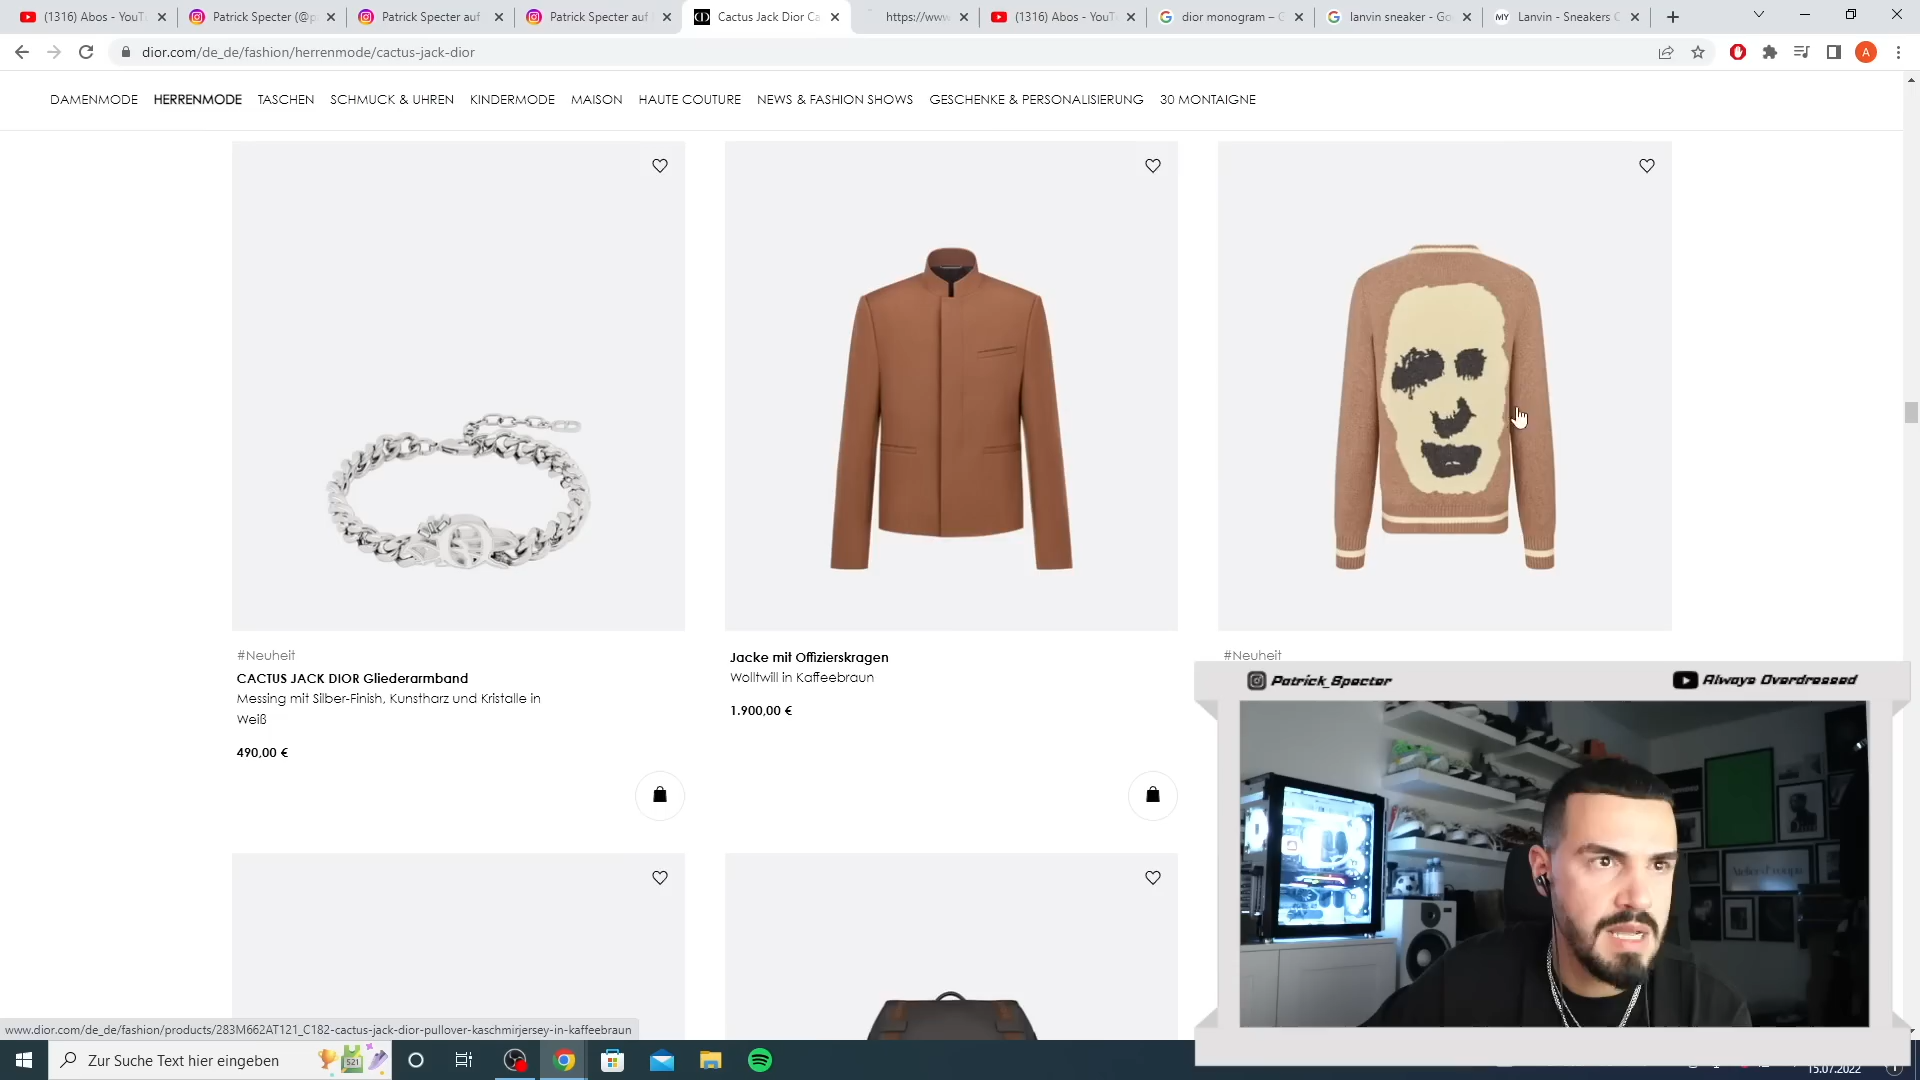 (1316) Abos - YouT
Patrick Specter (@p
Patrick Specter auf
Patrick Specter auf
Cactus Jack Dior Ca
https://www
(1316) Abos - YouT
dior monogram – G
lanvin sneaker - Go
MY
Lanvin - Sneakers C
dior.com/de_de/fashion/herrenmode/cactus-jack-dior
A
DAMENMODE HERRENMODE TASCHEN SCHMUCK & UHREN KINDERMODE MAISON HAUTE COUTURE NEWS & FASHION SHOWS GESCHENKE & PERSONALISIERUNG 30 MONTAIGNE
#Neuheit
CACTUS JACK DIOR Gliederarmband
Messing mit Silber-Finish, Kunstharz und Kristalle in
Weiß
490,00 €
Jacke mit Offizierskragen
Wolltwill in Kaffeebraun
1.900,00 €
#Neuheit
Patrick_Specter
Always Overdressed
www.dior.com/de_de/fashion/products/283M662AT121_C182-cactus-jack-dior-pullover-kaschmirjersey-in-kaffeebraun
Zur Suche Text hier eingeben
15.07.2022